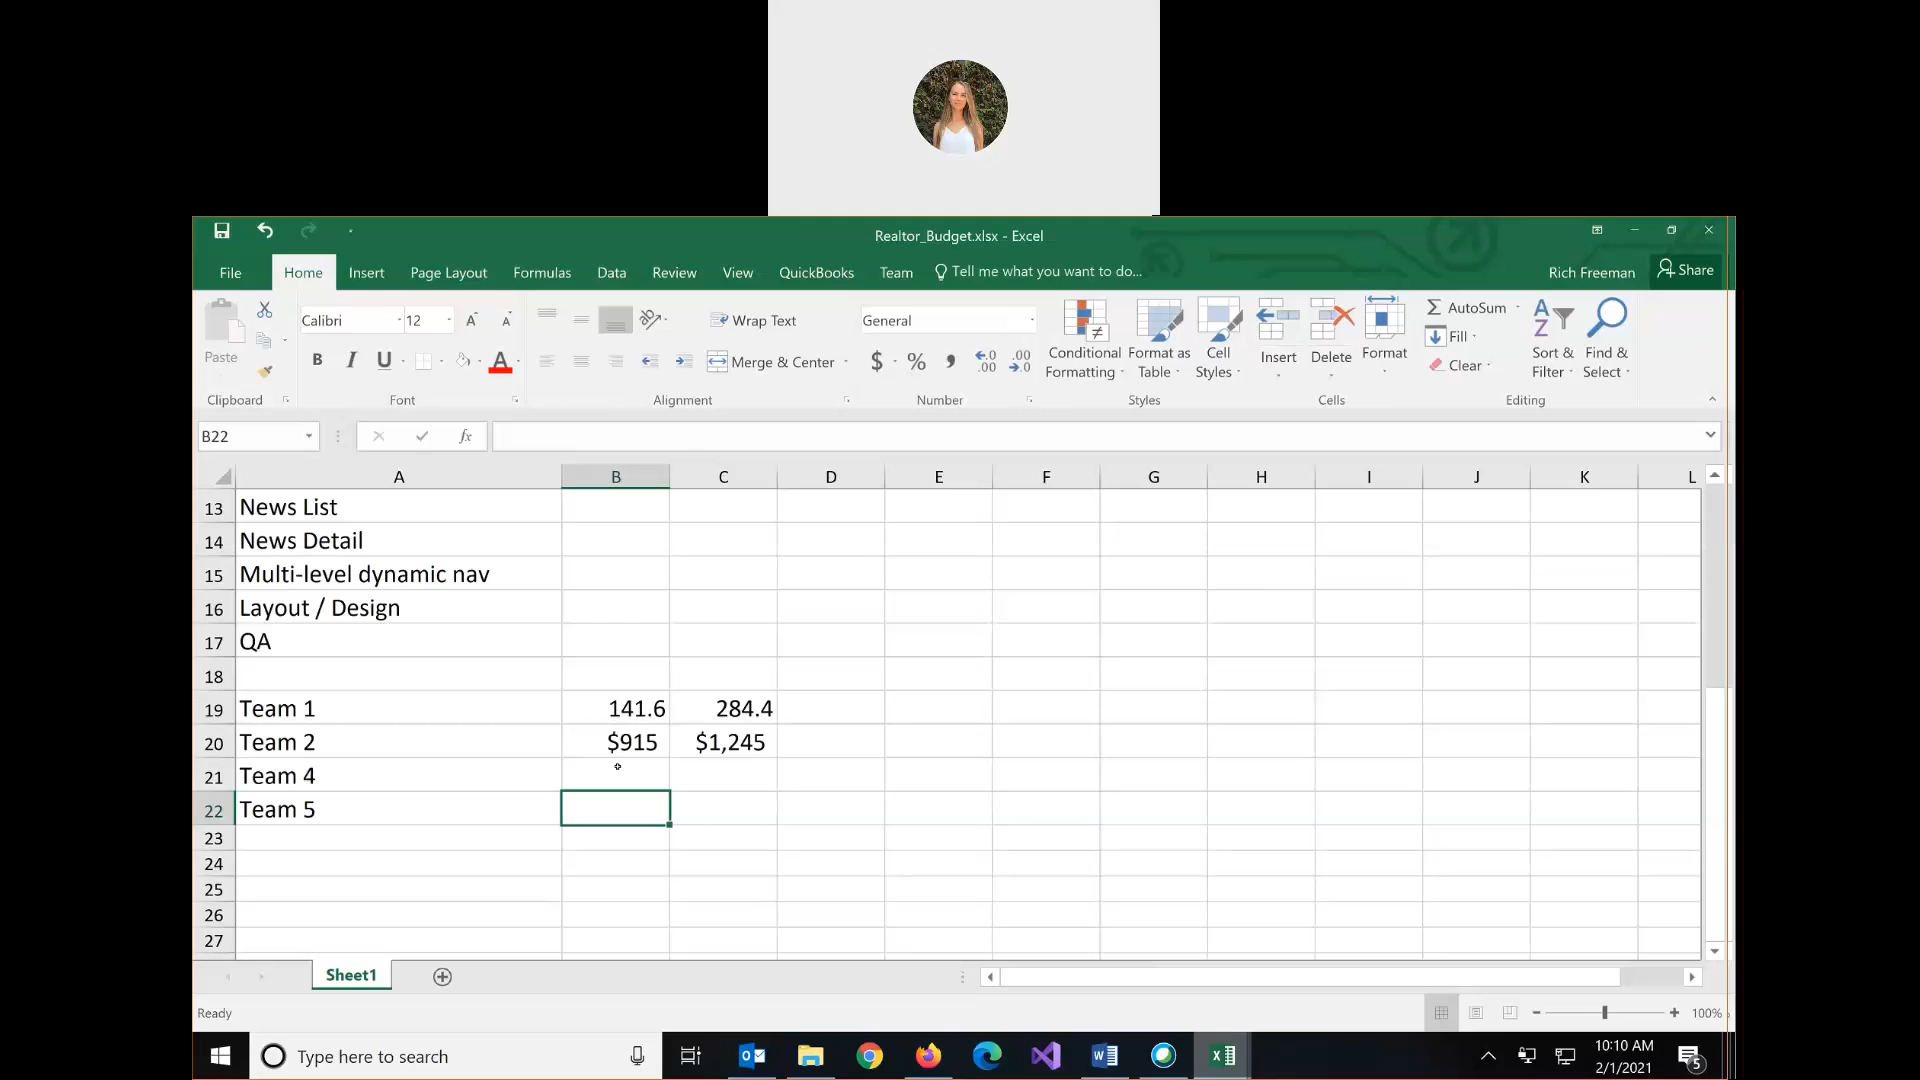 Realtor_Budget.xlsx - Excel
File Home Insert Page Layout Formulas Data Review View QuickBooks Team Tell me what you want to do... Rich Freeman Share
Paste
Clipboard
Calibri 12
B I U A
Font
Wrap Text
Merge & Center
Alignment
General
$ % , .00 .00
Number
Conditional Formatting
Format as Table
Cell Styles
Styles
Insert Delete Format
Cells
AutoSum
Fill
Clear
Sort & Filter
Find & Select
Editing
B22 fx
A B C D E F G H I J K L
13 News List
14 News Detail
15 Multi-level dynamic nav
16 Layout / Design
17 QA
18
19 Team 1 141.6 284.4
20 Team 2 $915 $1,245
21 Team 4
22 Team 5
23
24
25
26
27
Sheet1
Ready 100%
Type here to search
10:10 AM
2/1/2021
5